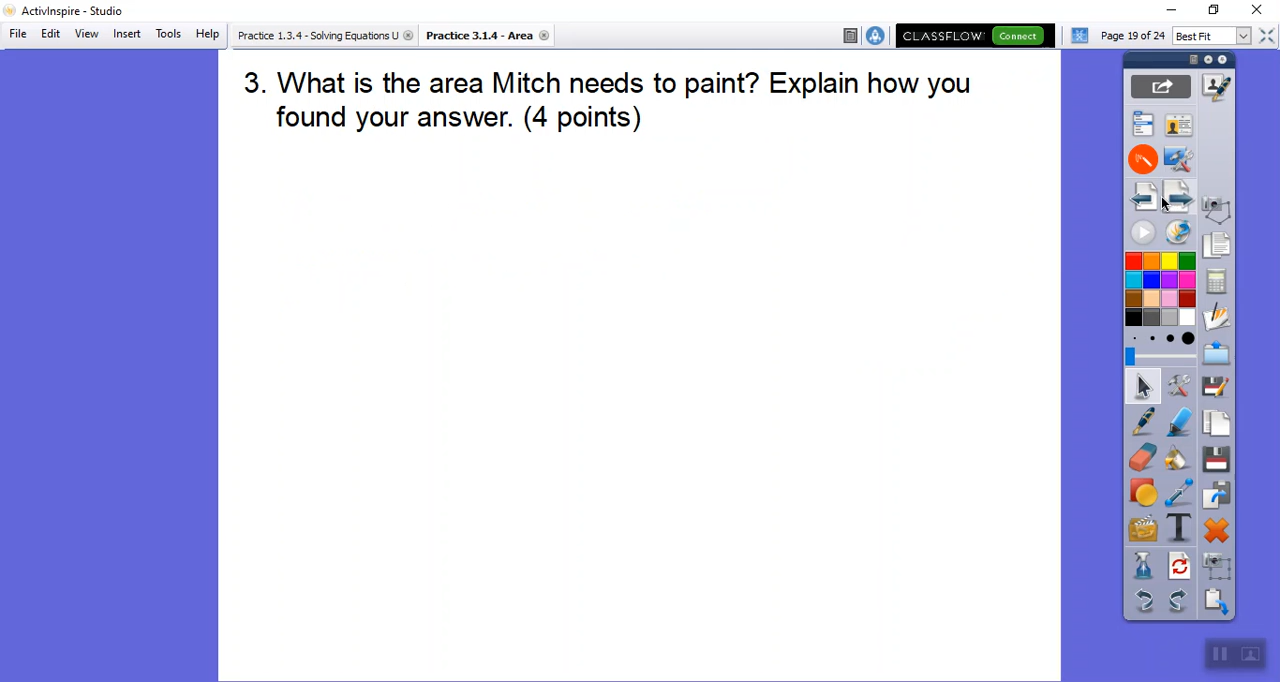 ActivInspire - Studio
File Edit View Insert Tools Help
Practice 1.3.4 - Solving Equations U
Practice 3.1.4 - Area
CLASSFLOW Connect
Page 19 of 24 Best Fit
3. What is the area Mitch needs to paint? Explain how you
found your answer. (4 points)
T